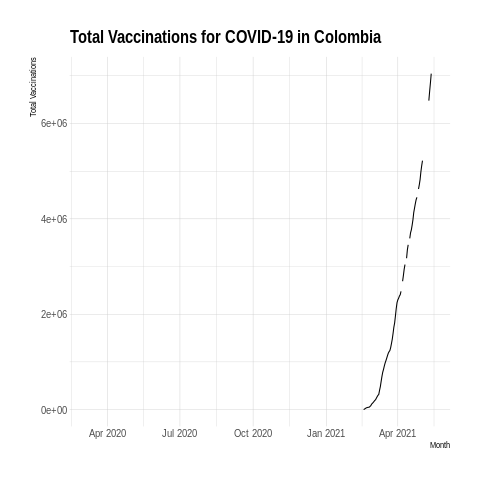 Total Vaccinations for COVID-19 in Colombia
Total Vaccinations
6e+06
4e+06
2e+06
0e+00
Apr 2020 Jul 2020 Oct 2020 Jan 2021 Apr 2021
Month